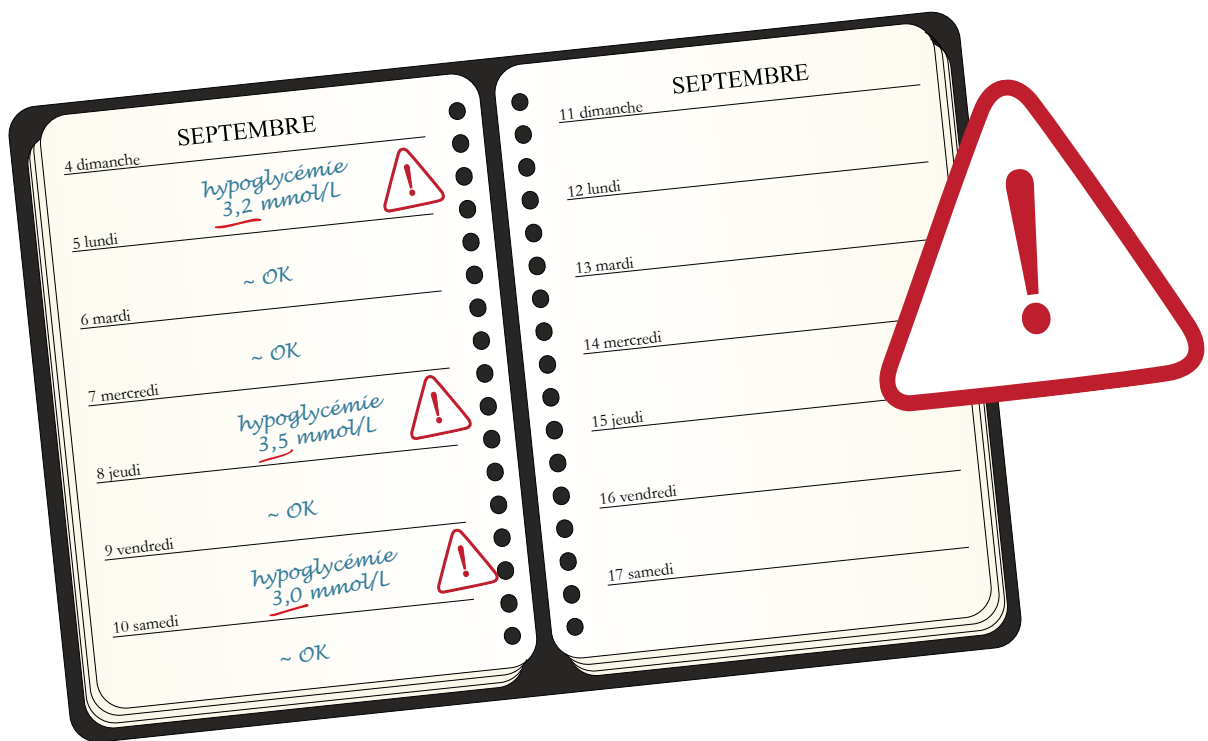 SEPTEMBRE
4 dimanche
hypoglycémie
3,2 mmol/L
5 lundi
~ OK
6 mardi
~ OK
7 mercredi
hypoglycémie
3,5 mmol/L
8 jeudi
~ OK
9 vendredi
hypoglycémie
3,0 mmol/L
10 samedi
~ OK
SEPTEMBRE
11 dimanche
12 lundi
13 mardi
14 mercredi
15 jeudi
16 vendredi
17 samedi